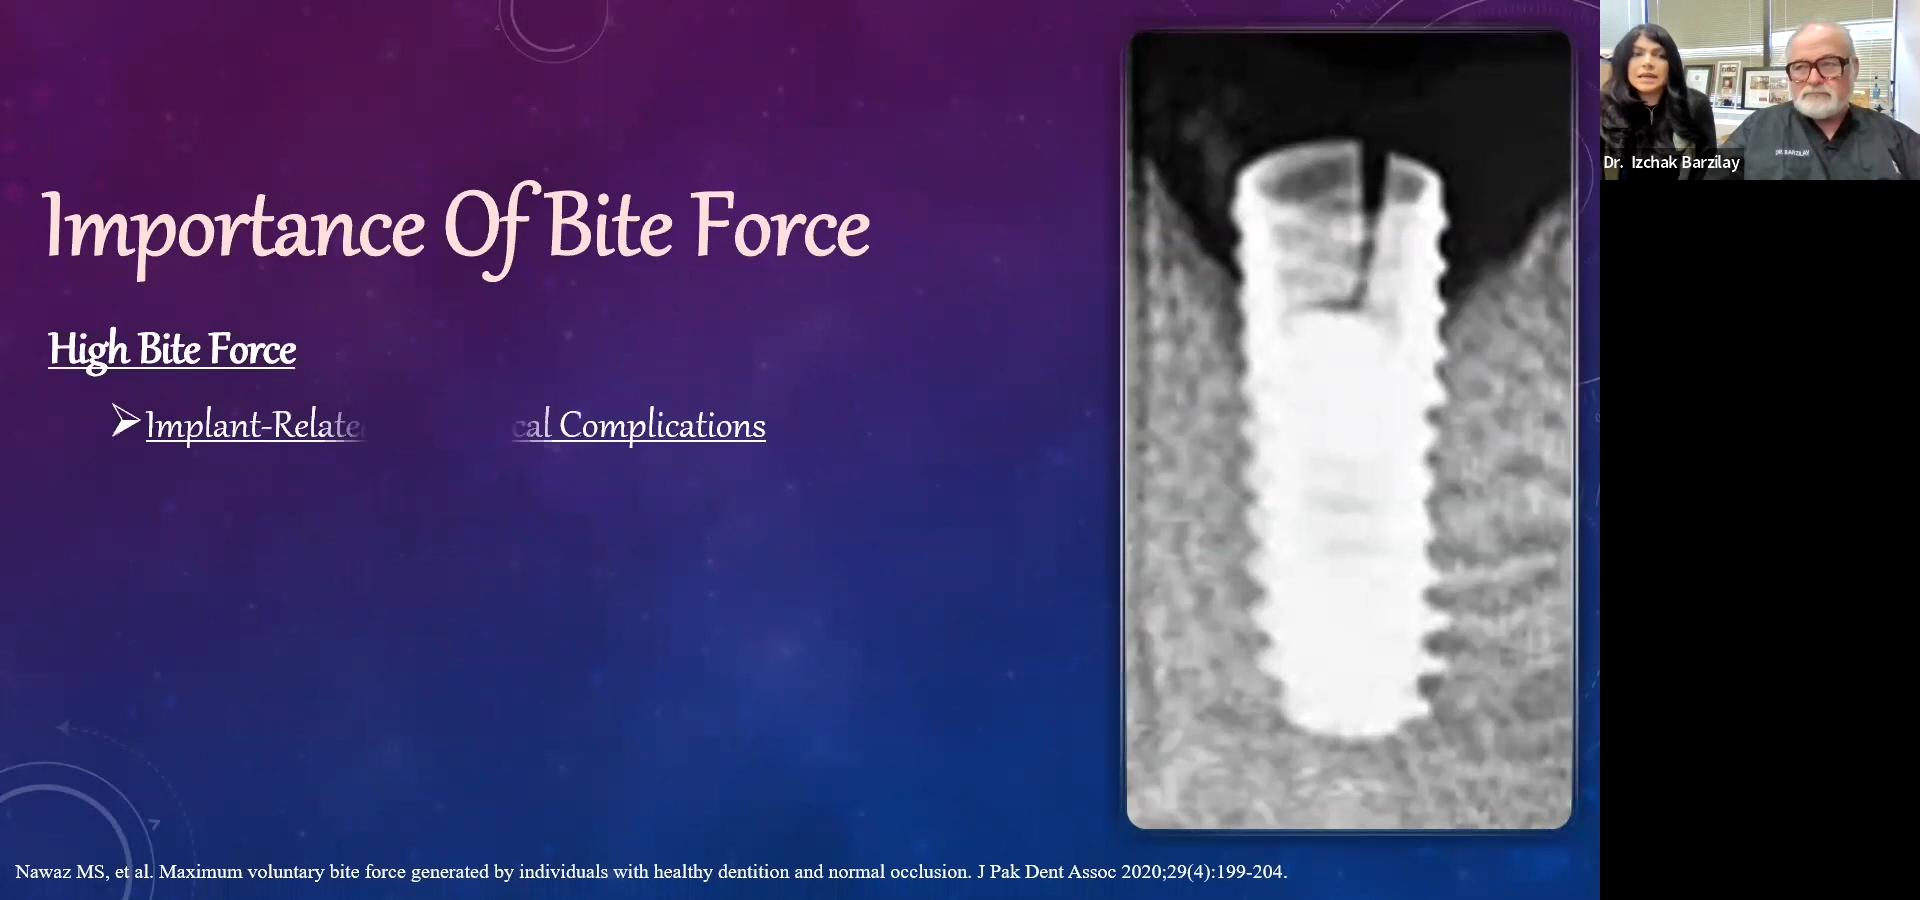 Importance Of Bite Force
High Bite Force
Implant-Relate cal Complications
Nawaz MS, et al. Maximum voluntary bite force generated by individuals with healthy dentition and normal occlusion. J Pak Dent Assoc 2020;29(4):199-204.
Dr. Izchak Barzilay
DR. BARZILAY